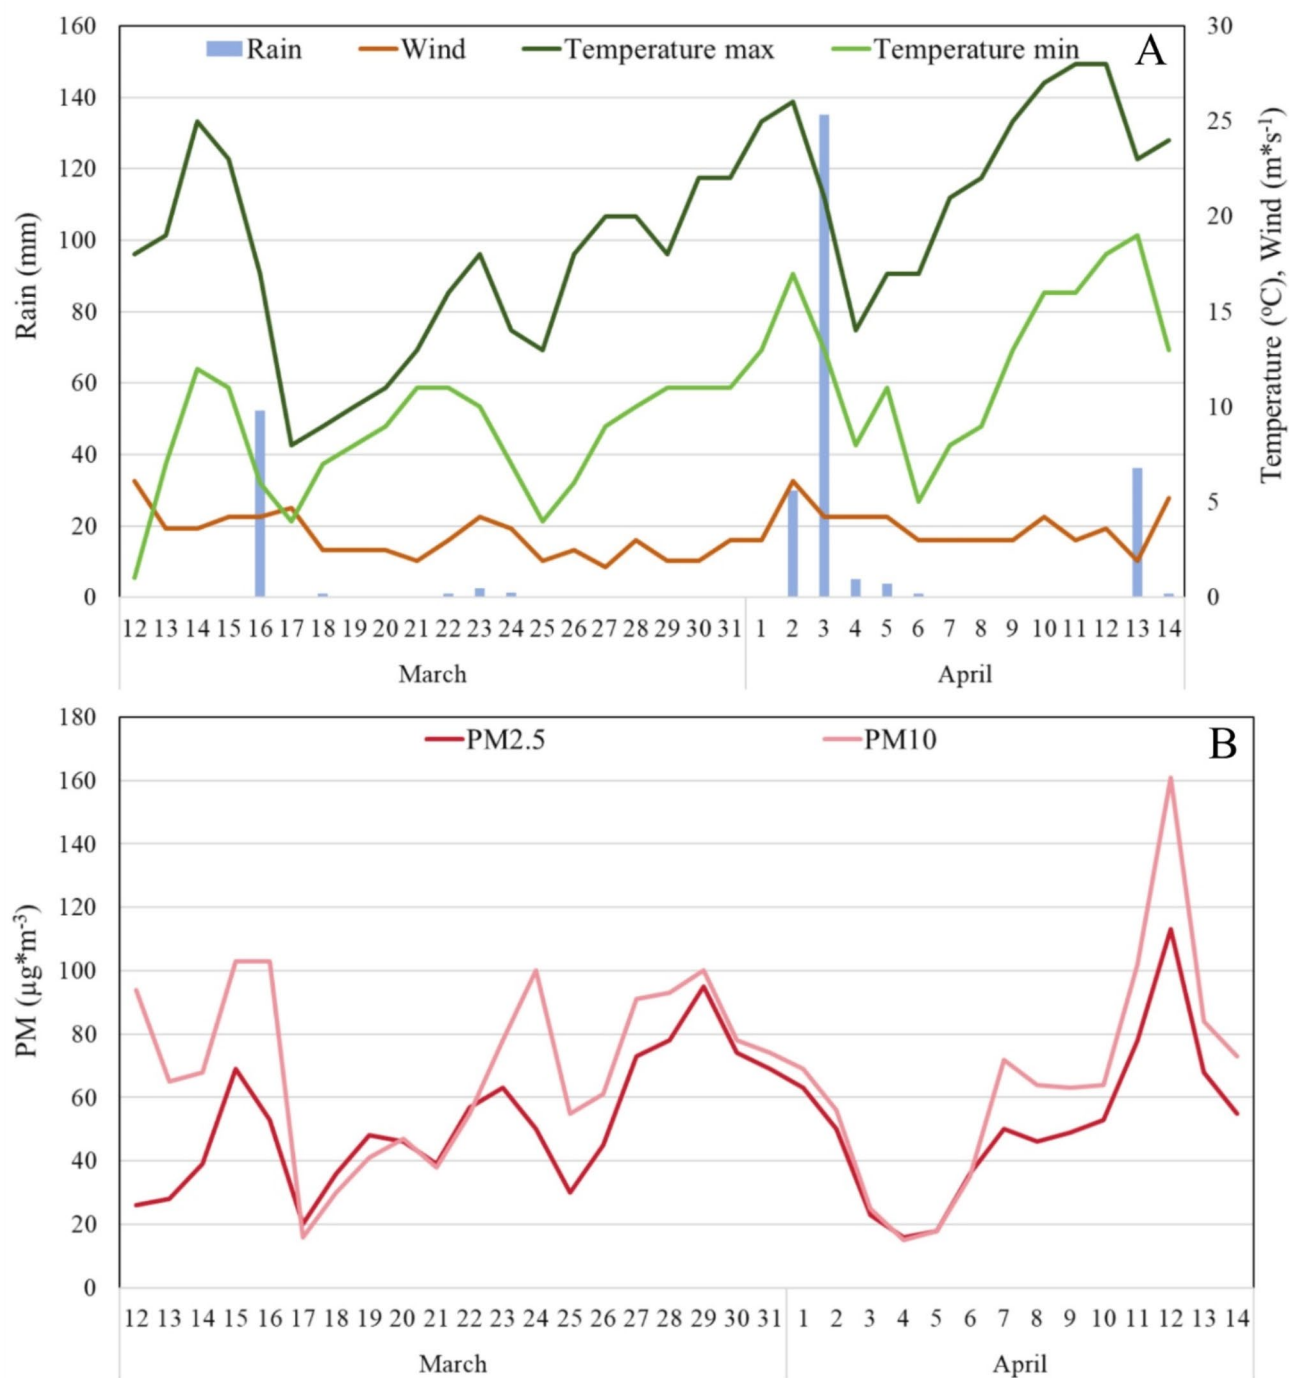 Rain Wind Temperature max Temperature min A
160
140
120
100
80
60
40
20
0
Rain (mm)
30
25
20
15
10
5
0
Temperature (ºC), Wind (m*s⁻¹)
12 13 14 15 16 17 18 19 20 21 22 23 24 25 26 27 28 29 30 31 1 2 3 4 5 6 7 8 9 10 11 12 13 14
March April
PM2.5 PM10 B
180
160
140
120
100
80
60
40
20
0
PM (µg*m⁻³)
12 13 14 15 16 17 18 19 20 21 22 23 24 25 26 27 28 29 30 31 1 2 3 4 5 6 7 8 9 10 11 12 13 14
March April